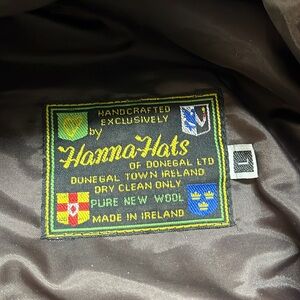 HANDCRAFTED
EXCLUSIVELY
by
Hanna Hats
OF DONEGAL LTD
DONEGAL TOWN IRELAND
DRY CLEAN ONLY
PURE NEW WOOL
MADE IN IRELAND
L